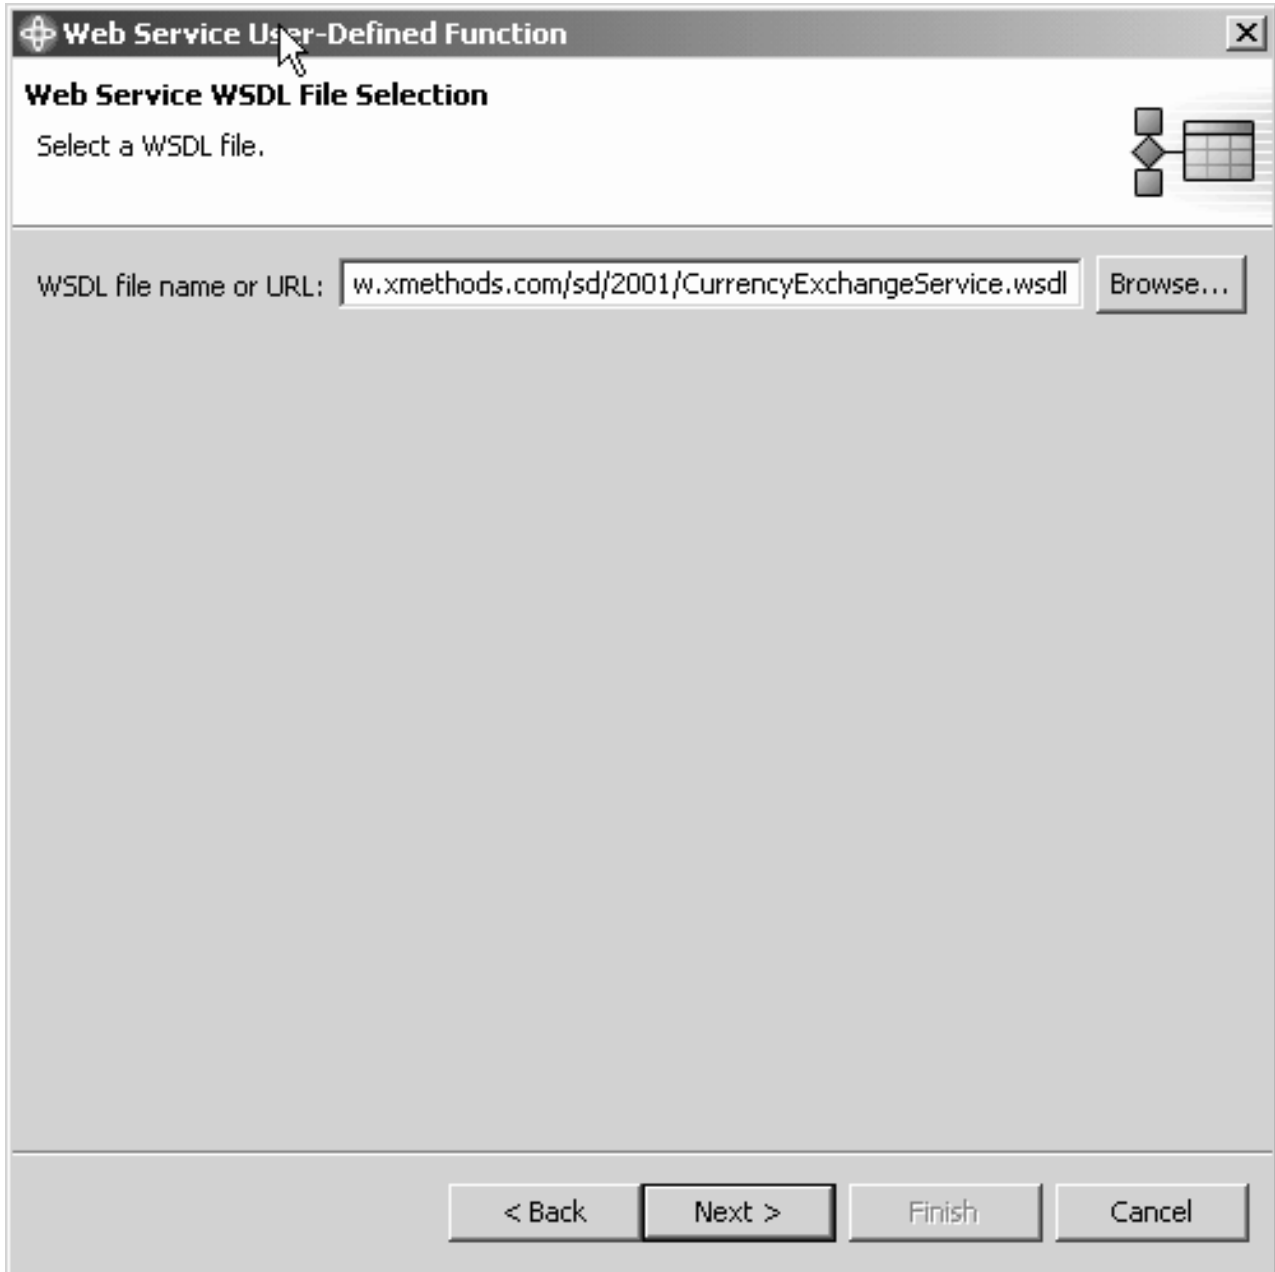 Web Service User-Defined Function
Web Service WSDL File Selection
Select a WSDL file.
WSDL file name or URL: w.xmethods.com/sd/2001/CurrencyExchangeService.wsdl Browse...
< Back Next > Finish Cancel